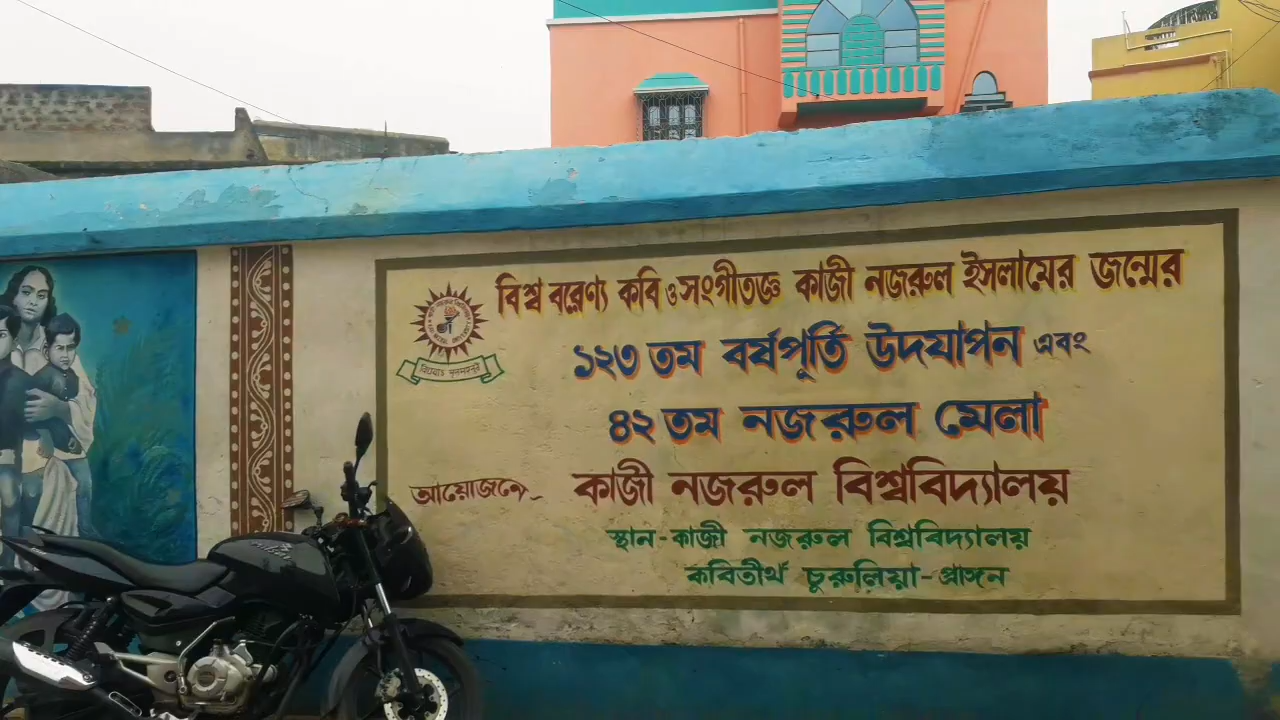 বিশ্ব বরেণ্য কবি ও সংগীতজ্ঞ কাজী নজরুল ইসলামের জন্মের
১২৩ তম বর্ষপূর্তি উদযাপন এবং
৪২ তম নজরুল মেলা
আয়োজনে- কাজী নজরুল বিশ্ববিদ্যালয়
স্থান-কাজী নজরুল বিশ্ববিদ্যালয়
কবিতীর্থ চুরুলিয়া-প্রাঙ্গন